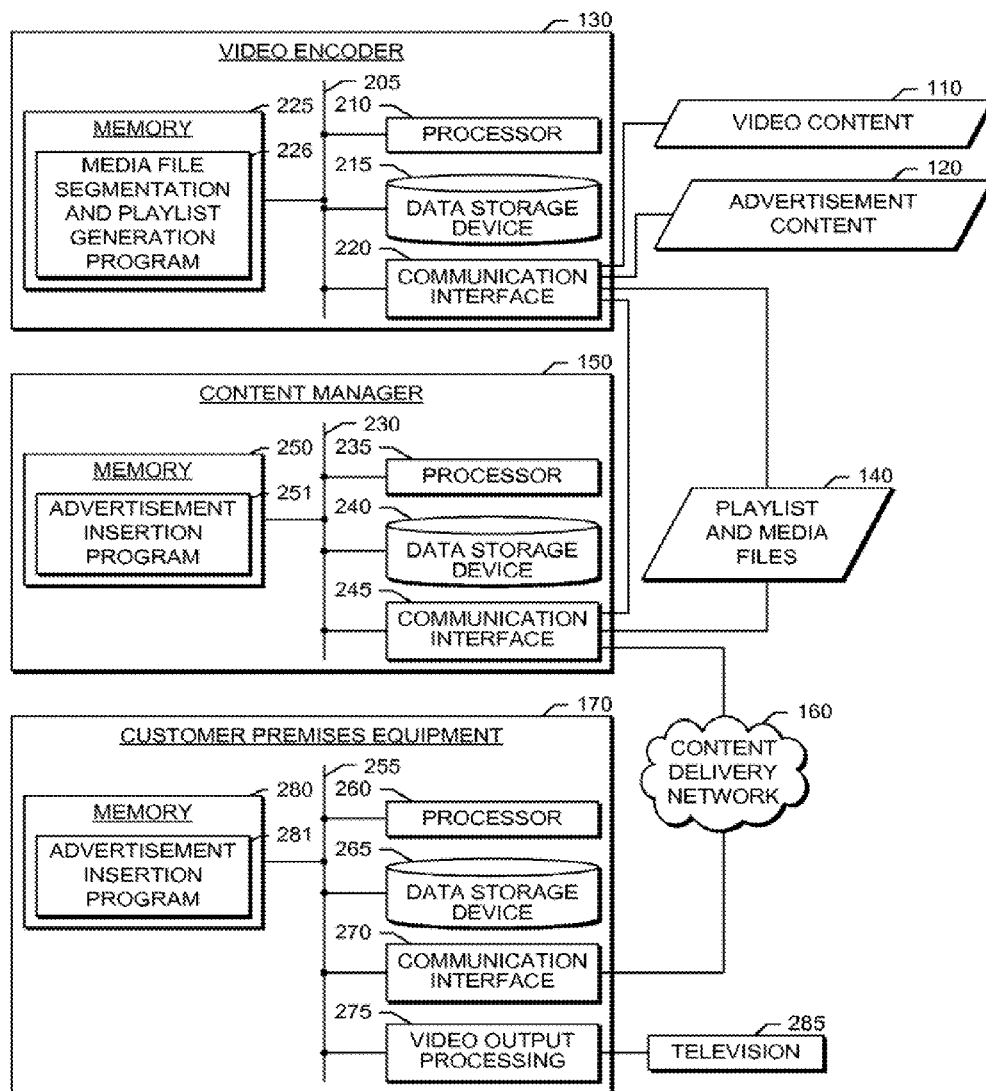 130
VIDEO ENCODER
205
225
MEMORY
226
MEDIA FILE
SEGMENTATION
AND PLAYLIST
GENERATION
PROGRAM
210
PROCESSOR
215
DATA STORAGE
DEVICE
220
COMMUNICATION
INTERFACE
110
VIDEO CONTENT
120
ADVERTISEMENT
CONTENT
150
CONTENT MANAGER
230
250
MEMORY
251
ADVERTISEMENT
INSERTION
PROGRAM
235
PROCESSOR
240
DATA STORAGE
DEVICE
245
COMMUNICATION
INTERFACE
140
PLAYLIST
AND MEDIA
FILES
170
CUSTOMER PREMISES EQUIPMENT
255
280
MEMORY
281
ADVERTISEMENT
INSERTION
PROGRAM
260
PROCESSOR
265
DATA STORAGE
DEVICE
270
COMMUNICATION
INTERFACE
275
VIDEO OUTPUT
PROCESSING
160
CONTENT
DELIVERY
NETWORK
285
TELEVISION